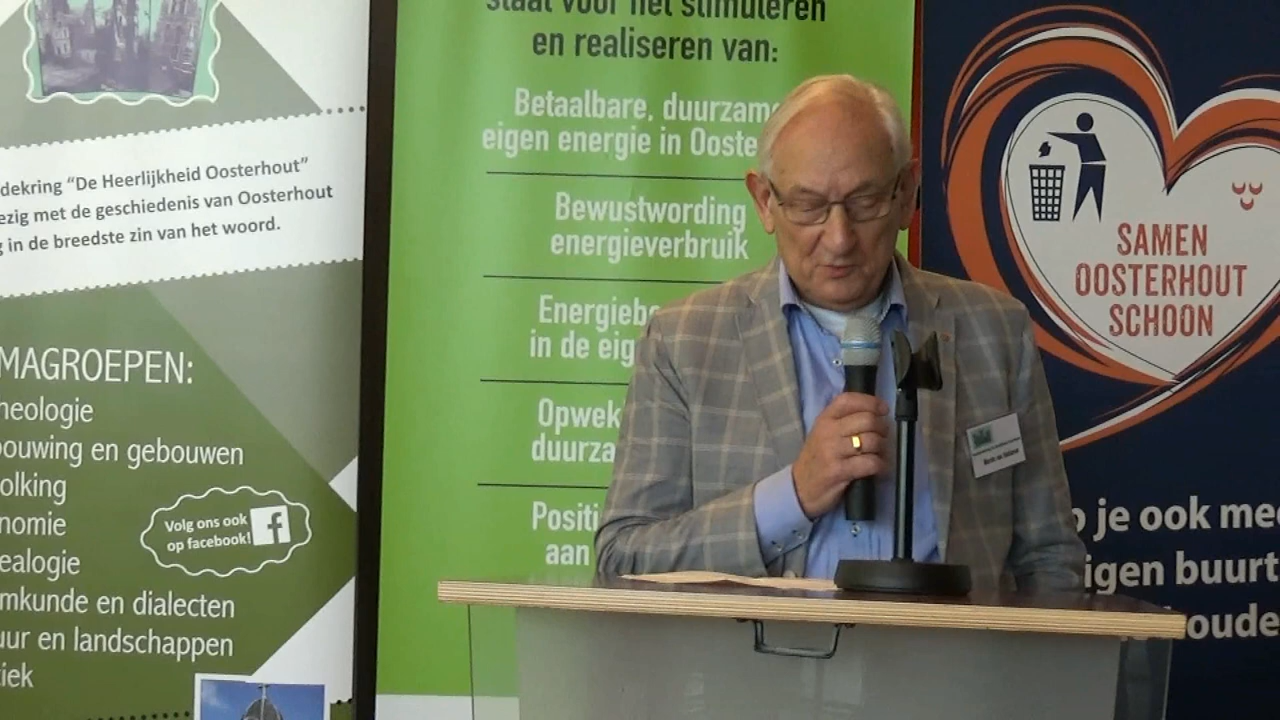 dekring “De Heerlijkheid Oosterhout”
ezig met de geschiedenis van Oosterhout
g in de breedste zin van het woord.
MAGROEPEN:
heologie
bouwing en gebouwen
olking
nomie
ealogie
mkunde en dialecten
uur en landschappen
tiek
Volg ons ook
op facebook!
f
staat voor het stimuleren
en realiseren van:
Betaalbare, duurzame
eigen energie in Ooste
Bewustwording
energieverbruik
Energiebe
in de eig
Opwek
duurza
Positi
aan
SAMEN
OOSTERHOUT
SCHOON
p je ook mee
igen buurt
oude